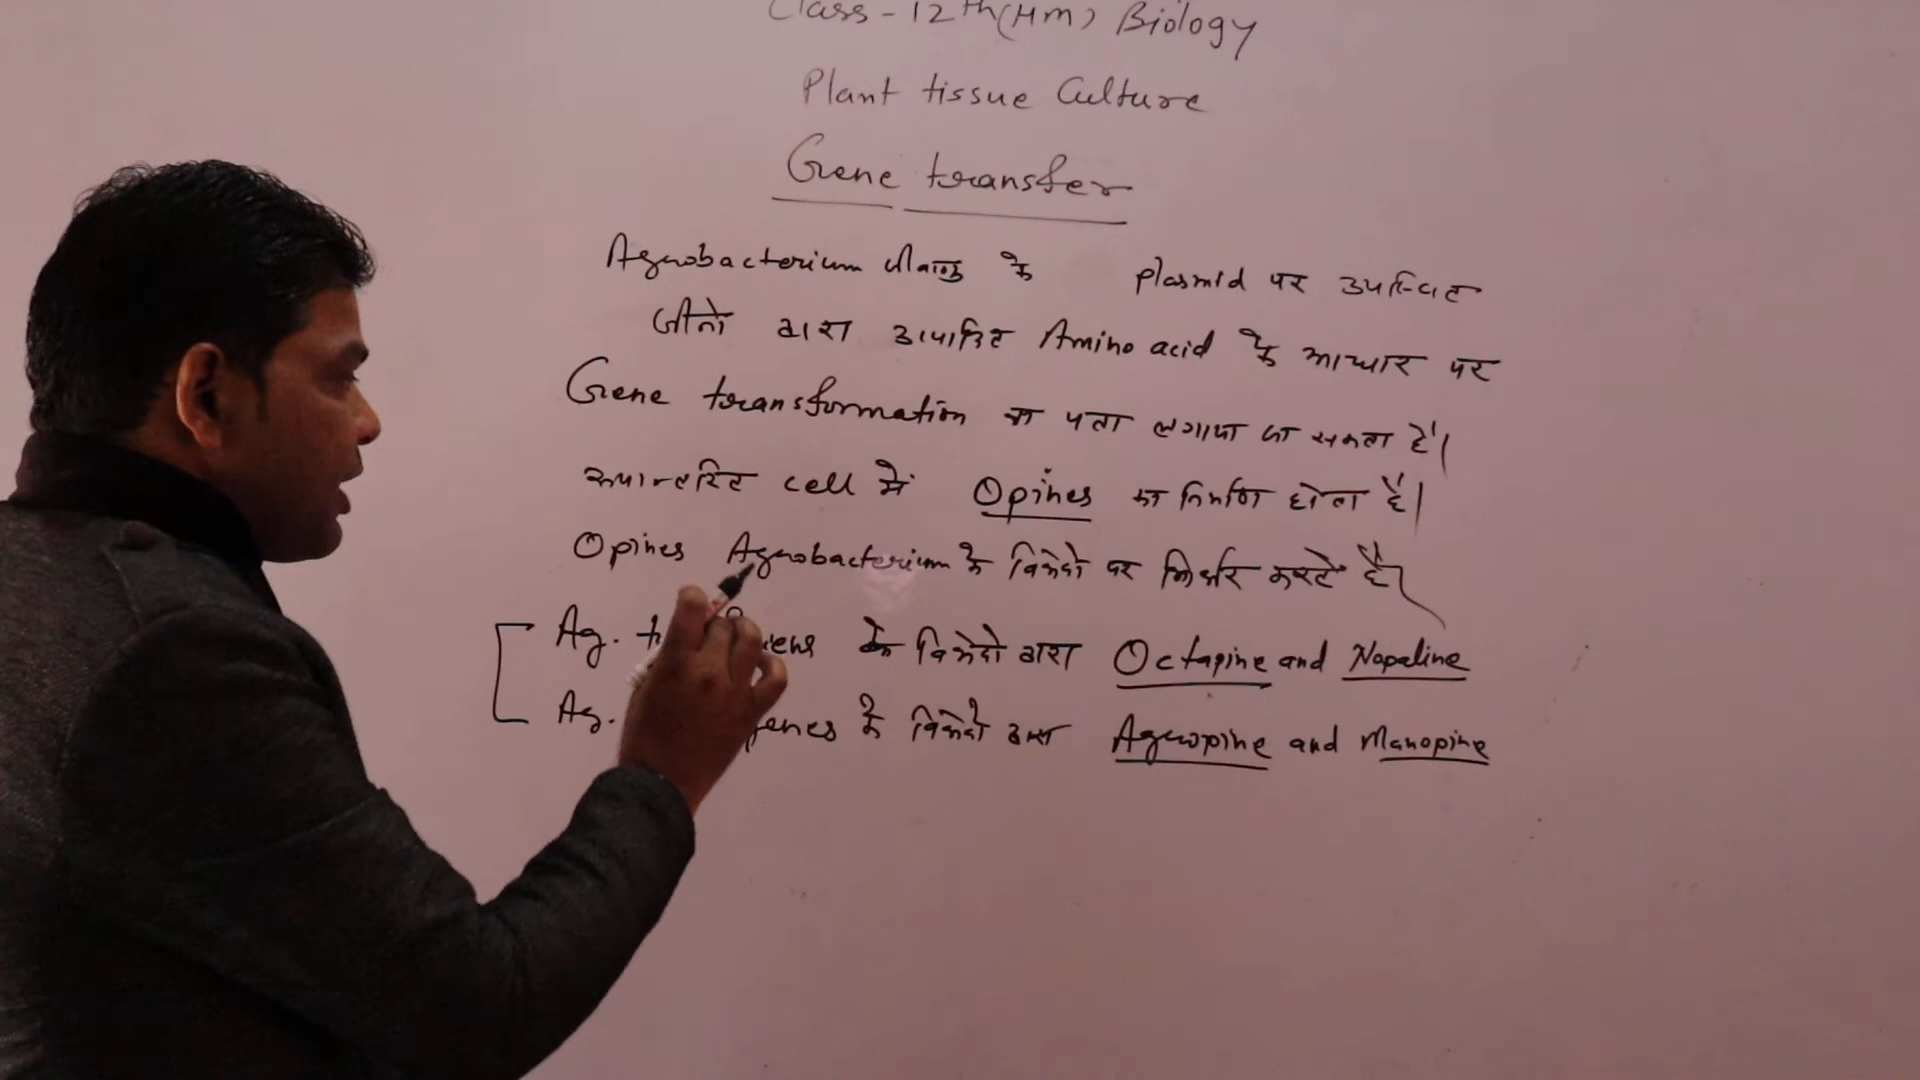 Class - 12th (HM) Biology
Plant tissue Culture
Gene transfer
Agrobacterium जीवाणु के plasmid पर उपस्थित
जीनो द्वारा उत्पादित Amino acid के आधार पर
Gene transformation का पता लगाया जा सकता है।
रूपान्तरित cell में Opines का निर्माण होता है।
Opines Agrobacterium के विभेदो पर निर्भर करते है।
Ag. के विभेदो द्वारा Octapine and Nopaline
Ag. के विभेदो द्वारा Agropine and Manopine